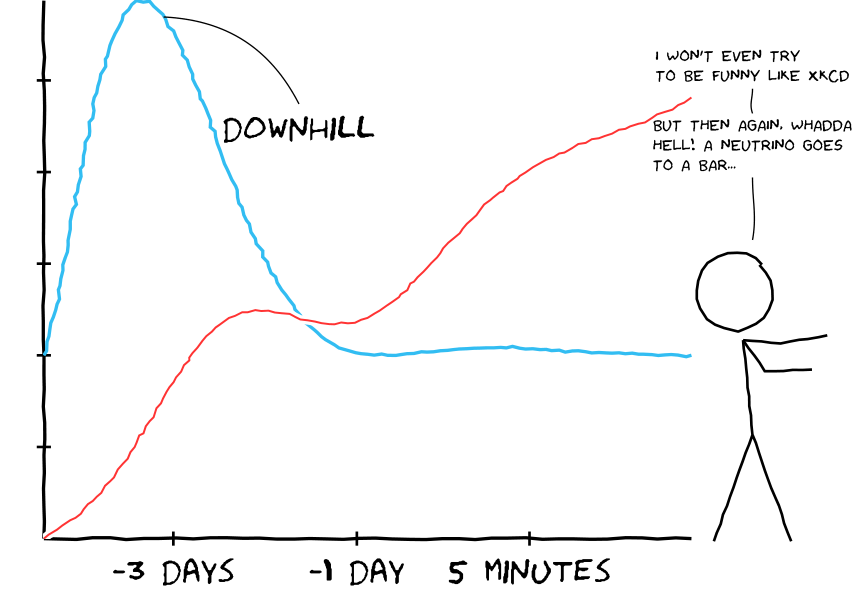 I WON'T EVEN TRY
TO BE FUNNY LIKE XKCD
BUT THEN AGAIN, WHADDA
HELL! A NEUTRINO GOES
TO A BAR...
DOWNHILL
-3 DAYS
-1 DAY
5 MINUTES